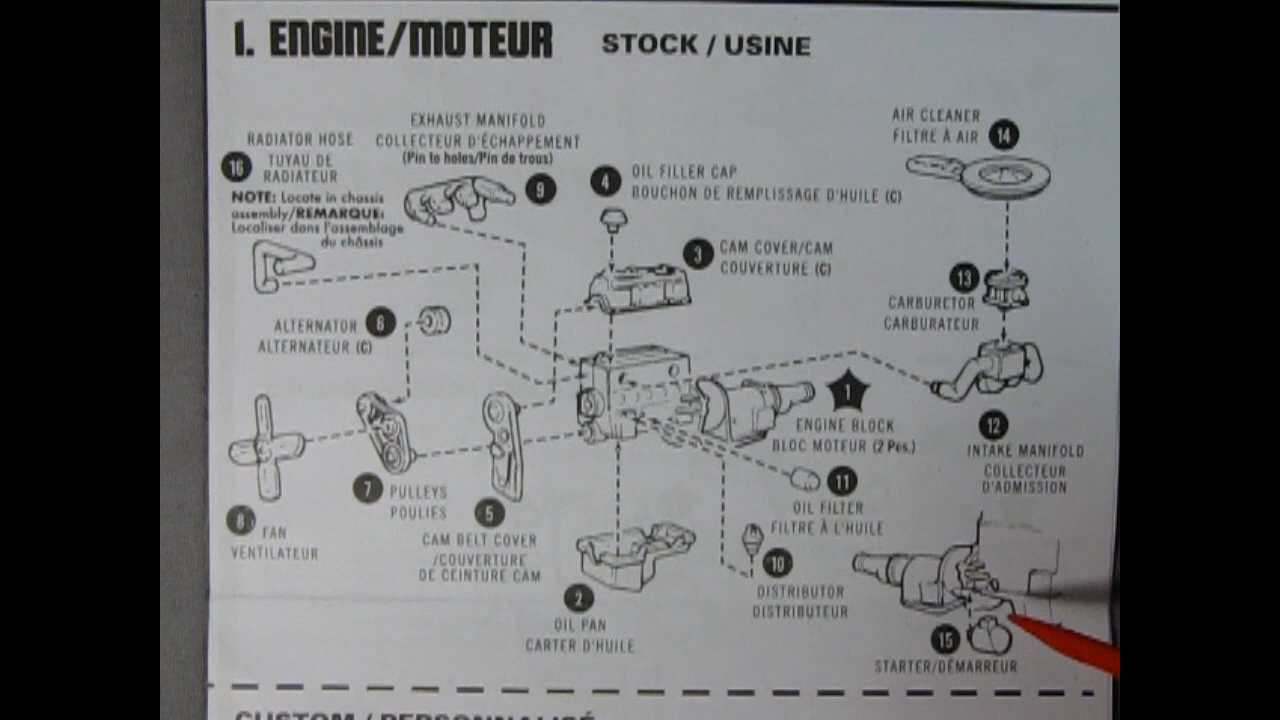 1. ENGINE/MOTEUR
STOCK / USINE
AIR CLEANER
FILTRE À AIR
14
EXHAUST MANIFOLD
COLLECTEUR D'ÉCHAPPEMENT
(Pin to holes/Pin de trous)
9
RADIATOR HOSE
TUYAU DE
RADIATEUR
16
NOTE: Locate in chassis
assembly/REMARQUE:
Localiser dans l'assemblage
du châssis
4
OIL FILLER CAP
BOUCHON DE REMPLISSAGE D'HUILE (C)
3
CAM COVER/CAM
COUVERTURE (C)
13
CARBURETOR
CARBURATEUR
ALTERNATOR
ALTERNATEUR (C)
6
1
ENGINE BLOCK
BLOC MOTEUR (2 Pcs.)
12
INTAKE MANIFOLD
COLLECTEUR
D'ADMISSION
11
OIL FILTER
FILTRE À L'HUILE
7
PULLEYS
POULIES
8
FAN
VENTILATEUR
5
CAM BELT COVER
/COUVERTURE
DE CEINTURE CAM
10
DISTRIBUTOR
DISTRIBUTEUR
2
OIL PAN
CARTER D'HUILE
15
STARTER/DÉMARREUR
CUSTOM / PERSONNALISÉ